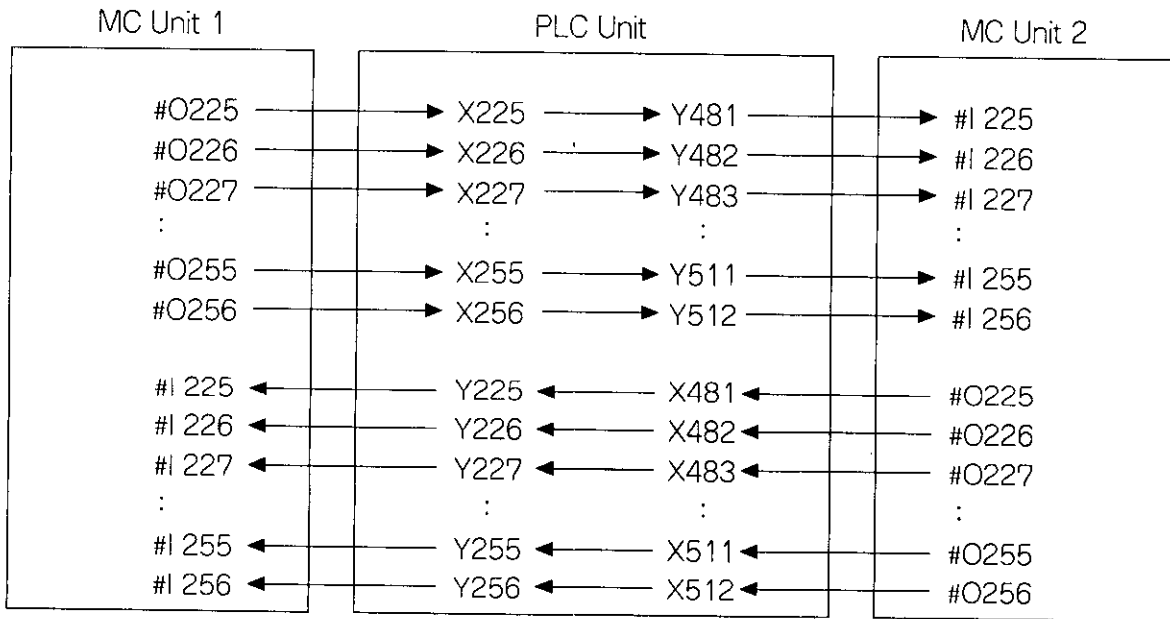 MC Unit 1 PLC Unit MC Unit 2
#O225 X225 Y481 #I 225
#O226 X226 Y482 #I 226
#O227 X227 Y483 #I 227
: : : :
#O255 X255 Y511 #I 255
#O256 X256 Y512 #I 256
#I 225 Y225 X481 #O225
#I 226 Y226 X482 #O226
#I 227 Y227 X483 #O227
: : : :
#I 255 Y255 X511 #O255
#I 256 Y256 X512 #O256